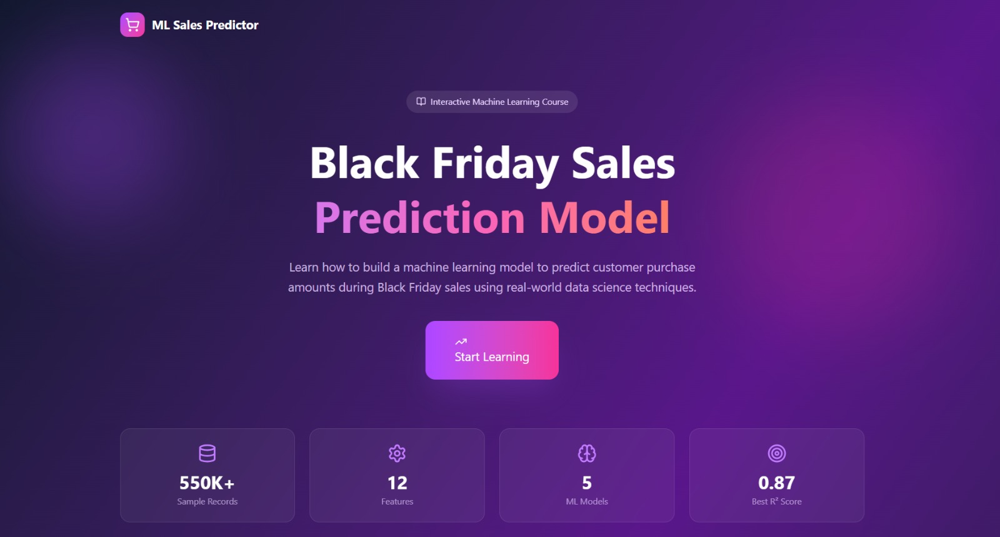 ML Sales Predictor
Interactive Machine Learning Course
Black Friday Sales
Prediction Model
Learn how to build a machine learning model to predict customer purchase
amounts during Black Friday sales using real-world data science techniques.
Start Learning
550K+
Sample Records
12
Features
5
ML Models
0.87
Best R² Score